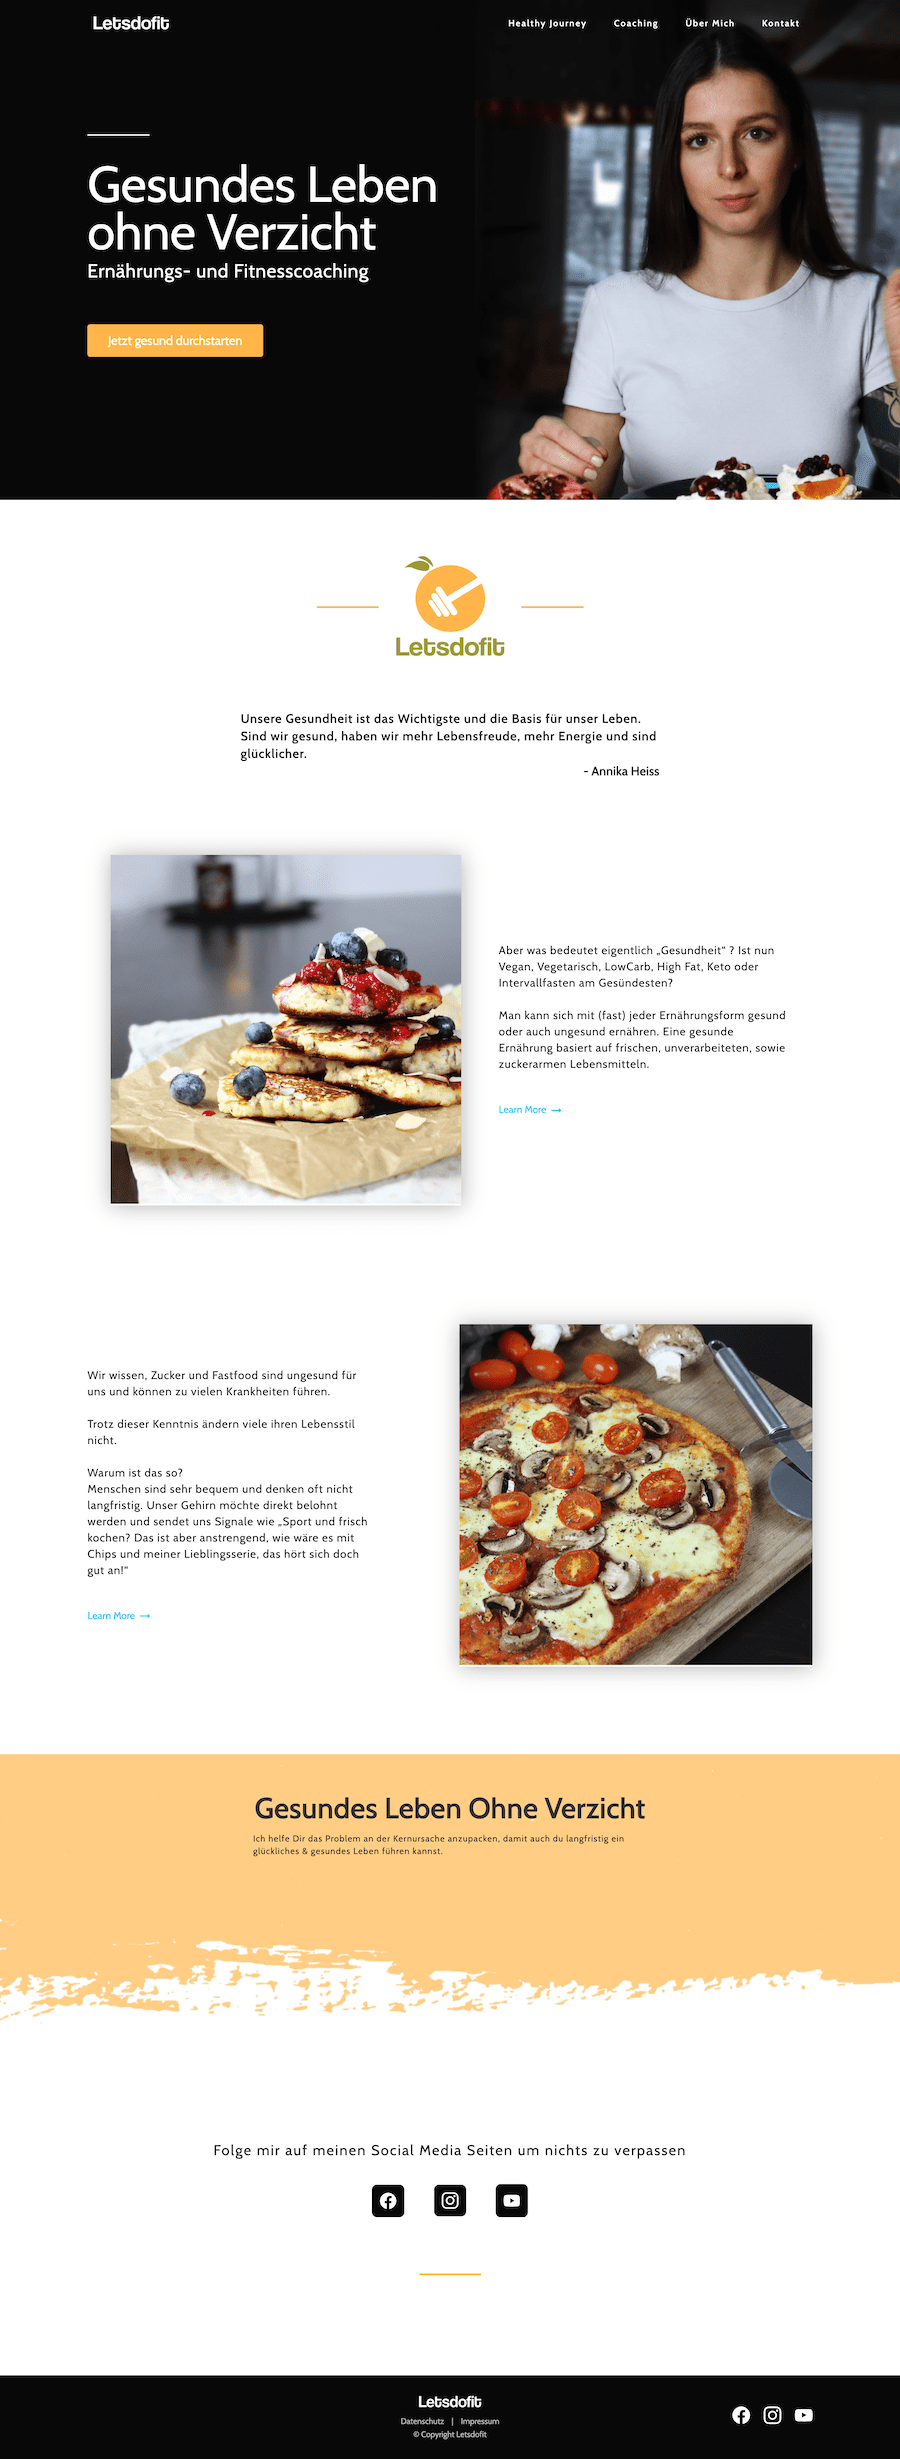 Letsdofit
Healthy Journey Coaching Über Mich Kontakt
Gesundes Leben
ohne Verzicht
Ernährungs- und Fitnesscoaching
Jetzt gesund durchstarten
Letsdofit
Unsere Gesundheit ist das Wichtigste und die Basis für unser Leben.
Sind wir gesund, haben wir mehr Lebensfreude, mehr Energie und sind
glücklicher.
- Annika Heiss
Aber was bedeutet eigentlich „Gesundheit“ ? Ist nun
Vegan, Vegetarisch, LowCarb, High Fat, Keto oder
Intervallfasten am Gesündesten?
Man kann sich mit (fast) jeder Ernährungsform gesund
oder auch ungesund ernähren. Eine gesunde
Ernährung basiert auf frischen, unverarbeiteten, sowie
zuckerarmen Lebensmitteln.
Learn More →
Wir wissen, Zucker und Fastfood sind ungesund für
uns und können zu vielen Krankheiten führen.
Trotz dieser Kenntnis ändern viele ihren Lebensstil
nicht.
Warum ist das so?
Menschen sind sehr bequem und denken oft nicht
langfristig. Unser Gehirn möchte direkt belohnt
werden und sendet uns Signale wie „Sport und frisch
kochen? Das ist aber anstrengend, wie wäre es mit
Chips und meiner Lieblingsserie, das hört sich doch
gut an!“
Learn More →
Gesundes Leben Ohne Verzicht
Ich helfe Dir das Problem an der Kernursache anzupacken, damit auch du langfristig ein
glückliches & gesundes Leben führen kannst.
Folge mir auf meinen Social Media Seiten um nichts zu verpassen
Letsdofit
Datenschutz | Impressum
© Copyright Letsdofit